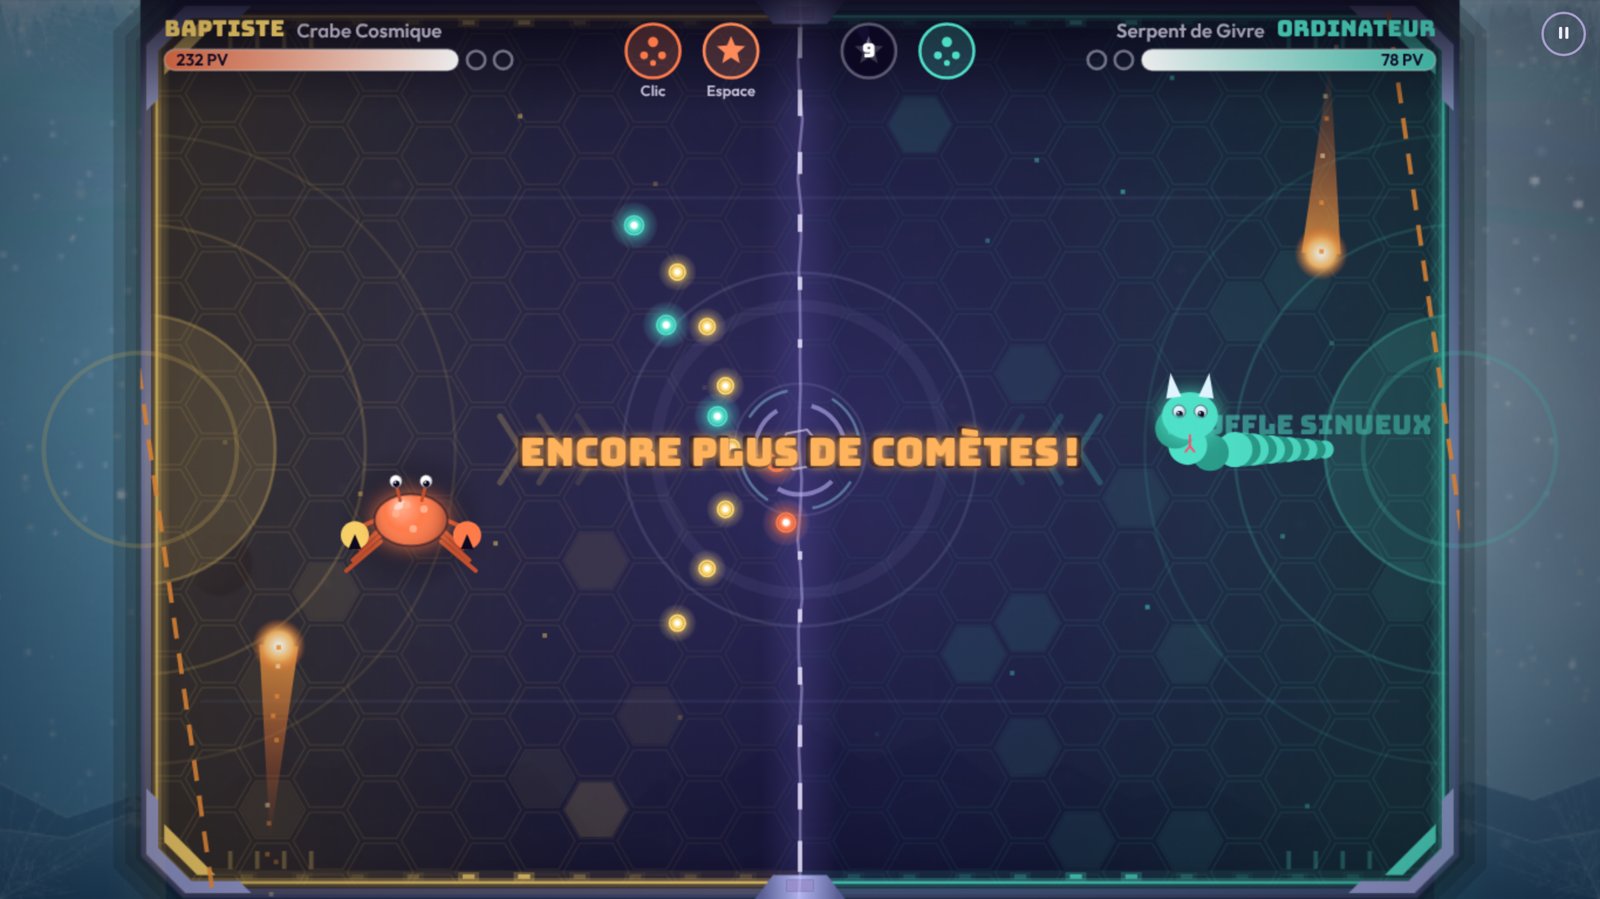 BAPTISTE Crabe Cosmique
232 PV
Clic
Espace
9
Serpent de Givre ORDINATEUR
78 PV
SINUEUX
ENCORE PLUS DE COMÈTES !